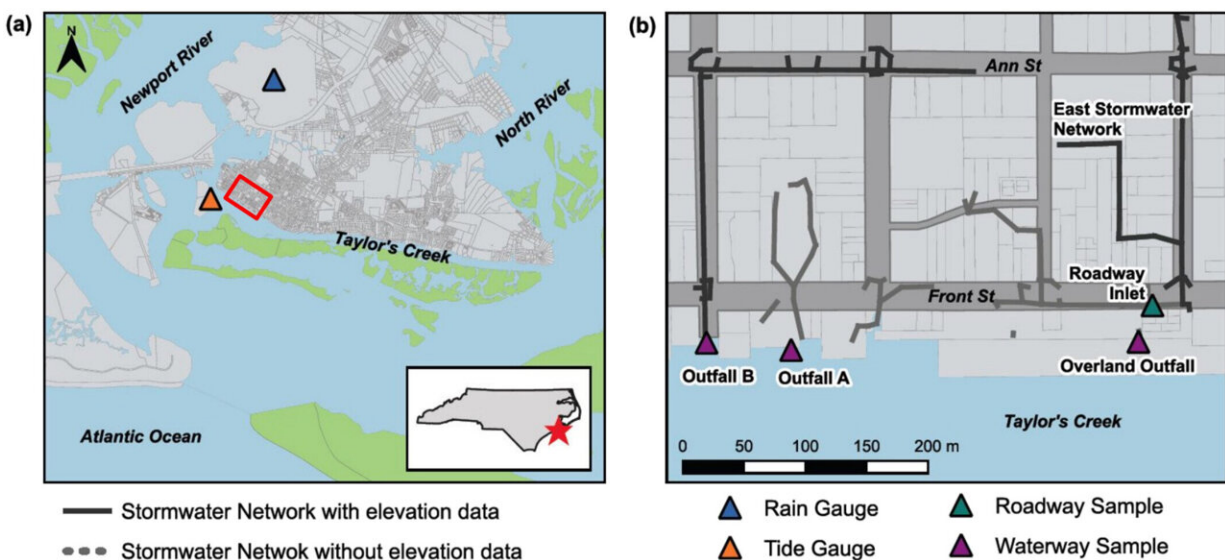 (a)
N
Newport River
North River
Taylor's Creek
Atlantic Ocean
Stormwater Network with elevation data
Stormwater Netwok without elevation data
(b)
Ann St
East Stormwater
Network
Roadway
Inlet
Front St
Outfall B
Outfall A
Overland Outfall
Taylor's Creek
0 50 100 150 200 m
Rain Gauge
Roadway Sample
Tide Gauge
Waterway Sample